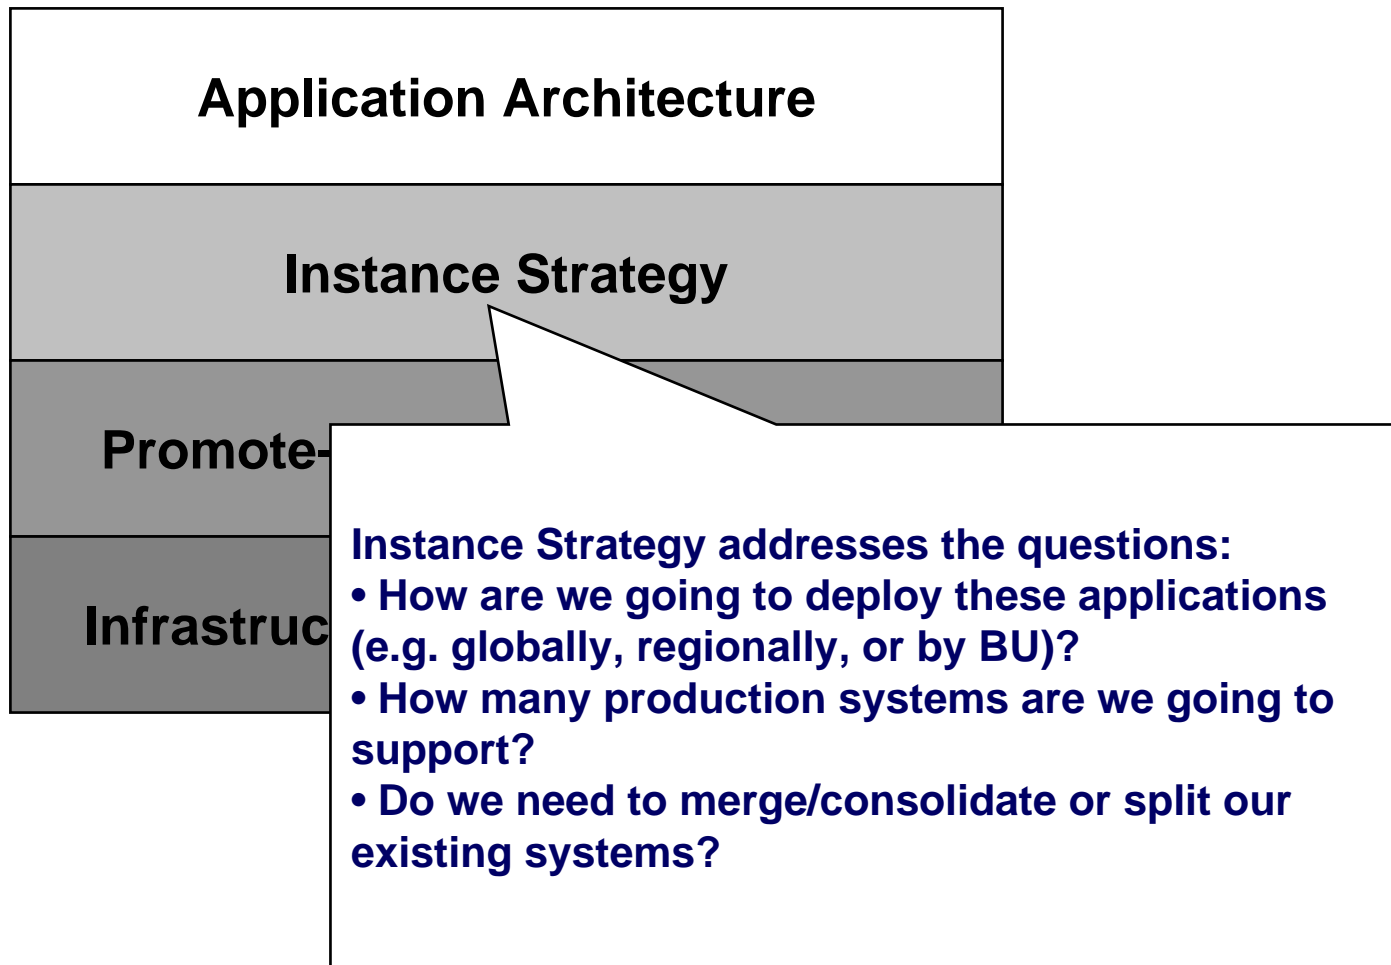 Application Architecture
Instance Strategy
Promote-
Infrastruc
Instance Strategy addresses the questions:
• How are we going to deploy these applications
(e.g. globally, regionally, or by BU)?
• How many production systems are we going to
support?
• Do we need to merge/consolidate or split our
existing systems?